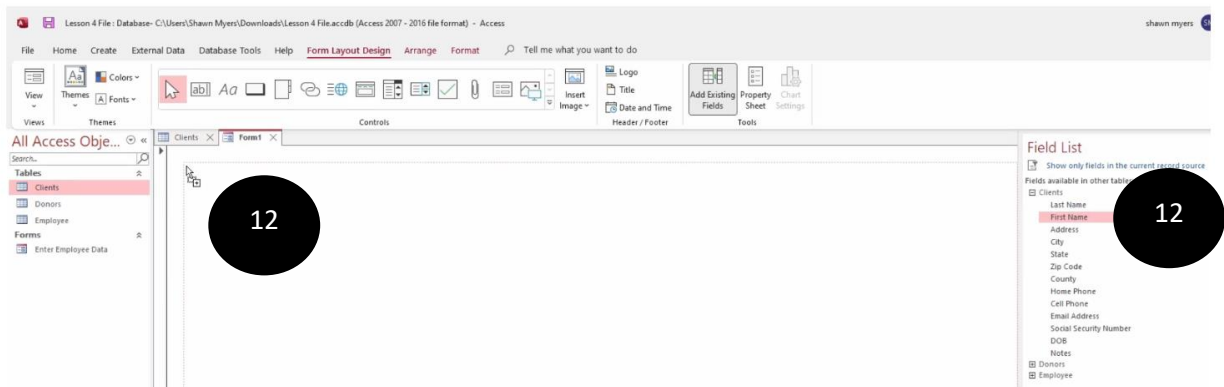 Lesson 4 File : Database- C:\Users\Shawn Myers\Downloads\Lesson 4 File.accdb (Access 2007 - 2016 file format) - Access
shawn myers
File Home Create External Data Database Tools Help Form Layout Design Arrange Format Tell me what you want to do
View
Themes
Colors
Fonts
Aa
ab
Aa
Insert Image
Logo
Title
Date and Time
Add Existing Fields
Property Sheet
Chart Settings
Views Themes Controls Header / Footer Tools
All Access Obje...
Search..
Tables
Clients
Donors
Employee
Forms
Enter Employee Data
Clients
Form1
12
Field List
Show only fields in the current record source
Fields available in other
Clients
Last Name
First Name
Address
City
State
Zip Code
County
Home Phone
Cell Phone
Email Address
Social Security Number
DOB
Notes
Donors
Employee
12